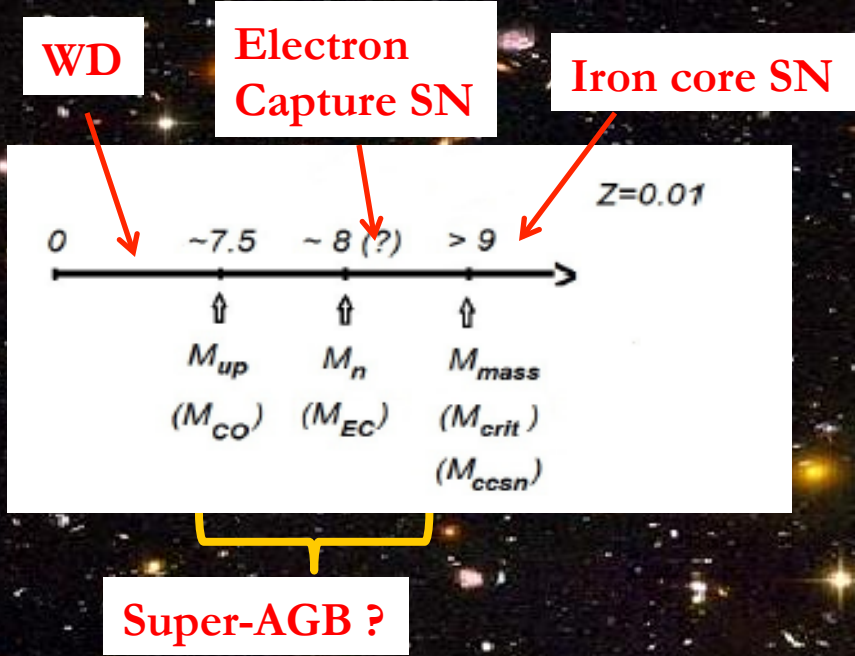 WD
Electron
Capture SN
Iron core SN
Z=0.01
0 ~7.5 ~ 8 (?) > 9
M_up M_n M_mass
(M_CO) (M_EC) (M_crit)
(M_ccsn)
Super-AGB ?